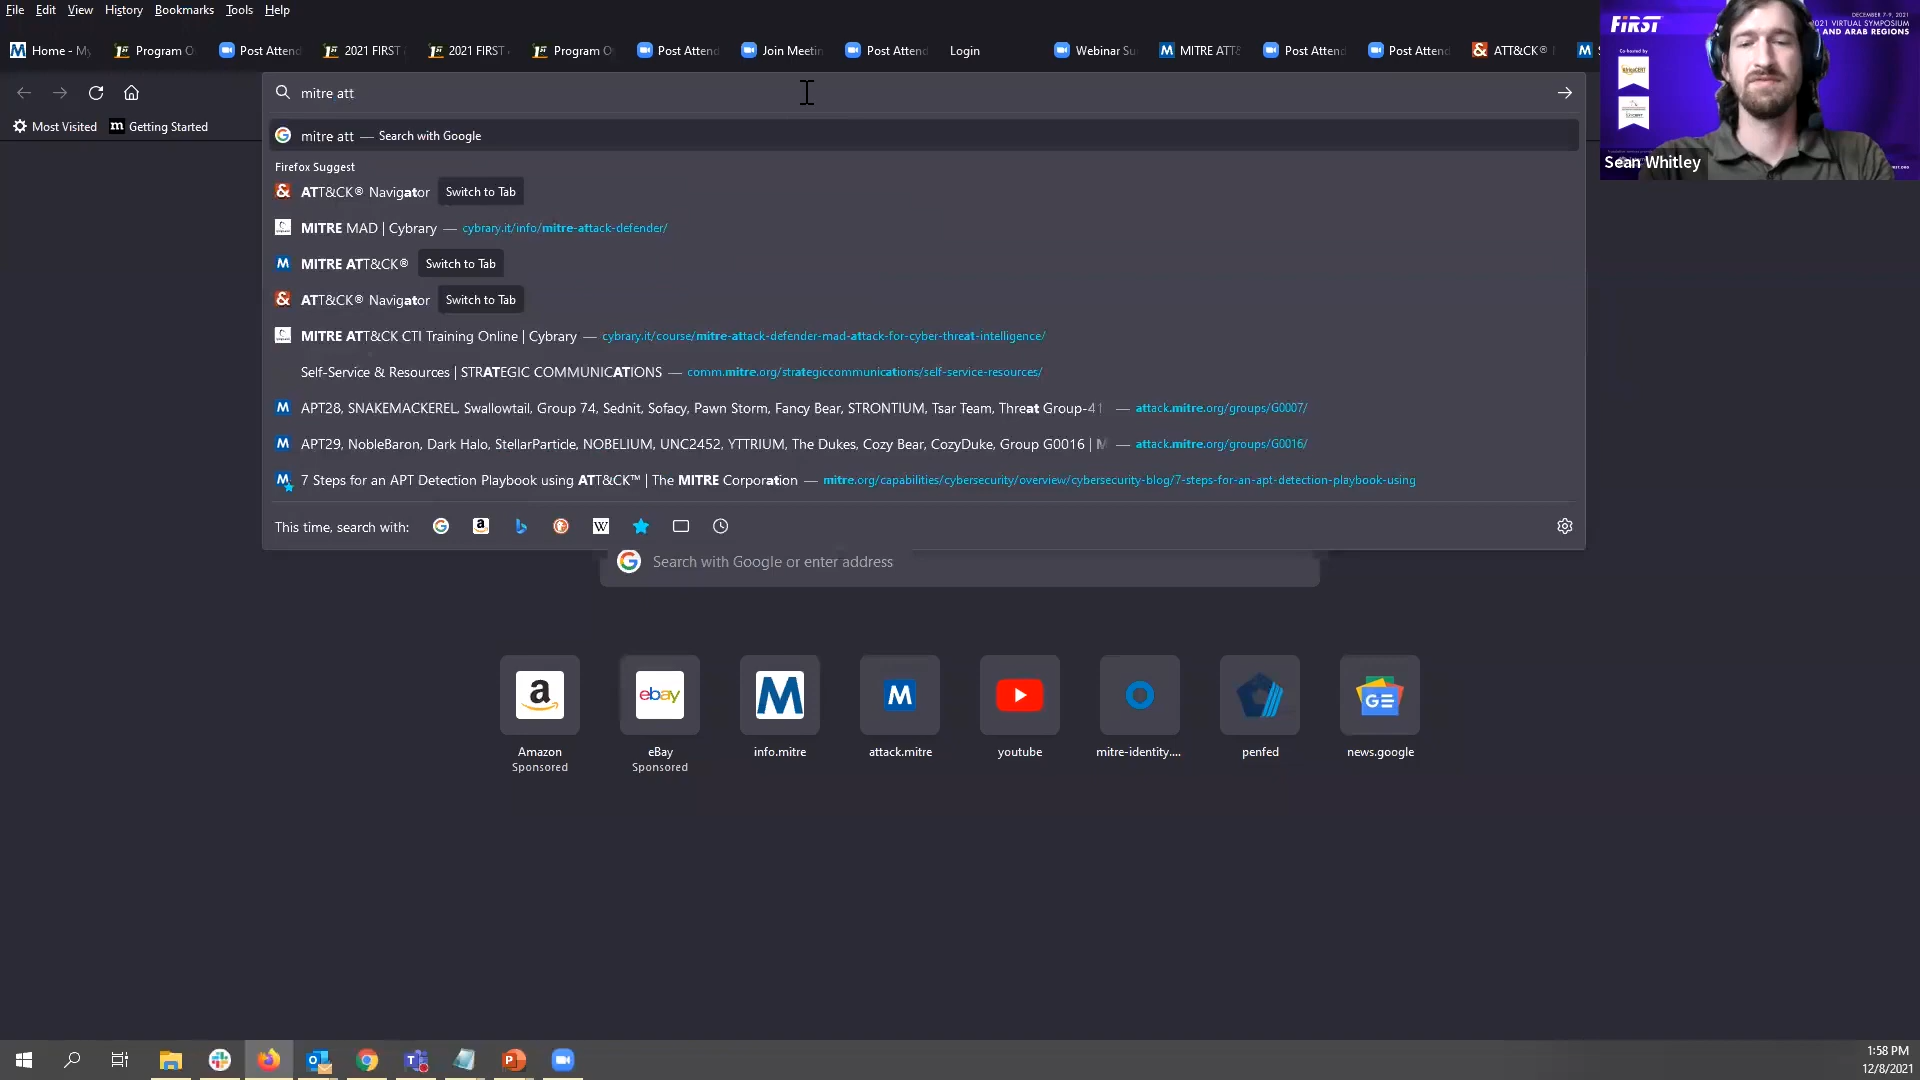 File Edit View History Bookmarks Tools Help
Home - My Program O Post Attend 2021 FIRST 2021 FIRST Program O Post Attend Join Meetin Post Attend Login Webinar Su MITRE ATT& Post Attend Post Attend ATT&CK®
mitre att
Most Visited Getting Started
mitre att — Search with Google
Firefox Suggest
ATT&CK® Navigator Switch to Tab
MITRE MAD | Cybrary — cybrary.it/info/mitre-attack-defender/
MITRE ATT&CK® Switch to Tab
ATT&CK® Navigator Switch to Tab
MITRE ATT&CK CTI Training Online | Cybrary — cybrary.it/course/mitre-attack-defender-mad-attack-for-cyber-threat-intelligence/
Self-Service & Resources | STRATEGIC COMMUNICATIONS — comm.mitre.org/strategiccommunications/self-service-resources/
APT28, SNAKEMACKEREL, Swallowtail, Group 74, Sednit, Sofacy, Pawn Storm, Fancy Bear, STRONTIUM, Tsar Team, Threat Group-41 — attack.mitre.org/groups/G0007/
APT29, NobleBaron, Dark Halo, StellarParticle, NOBELIUM, UNC2452, YTTRIUM, The Dukes, Cozy Bear, CozyDuke, Group G0016 | M — attack.mitre.org/groups/G0016/
7 Steps for an APT Detection Playbook using ATT&CK™ | The MITRE Corporation — mitre.org/capabilities/cybersecurity/overview/cybersecurity-blog/7-steps-for-an-apt-detection-playbook-using
This time, search with:
Search with Google or enter address
Amazon eBay info.mitre attack.mitre youtube mitre-identity.... penfed news.google
Sponsored Sponsored
FIRST
DECEMBER 7-9, 2021
2021 VIRTUAL SYMPOSIUM
AND ARAB REGIONS
Co-hosted by
Sean Whitley
1:58 PM
12/8/2021